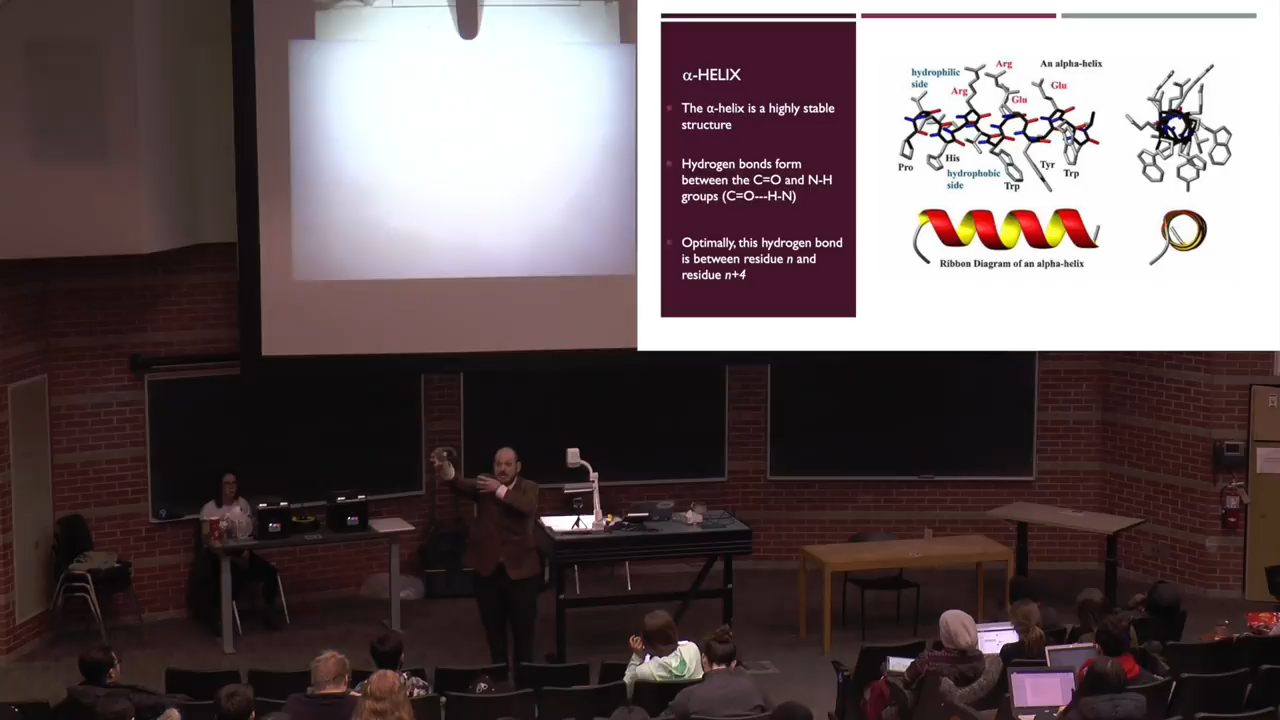 α-HELIX
The α-helix is a highly stable
structure
Hydrogen bonds form
between the C=O and N-H
groups (C=O---H-N)
Optimally, this hydrogen bond
is between residue n and
residue n+4
hydrophilic
side
Arg
Arg
Glu
An alpha-helix
Glu
Pro
His
hydrophobic
side
Trp
Tyr
Trp
Ribbon Diagram of an alpha-helix